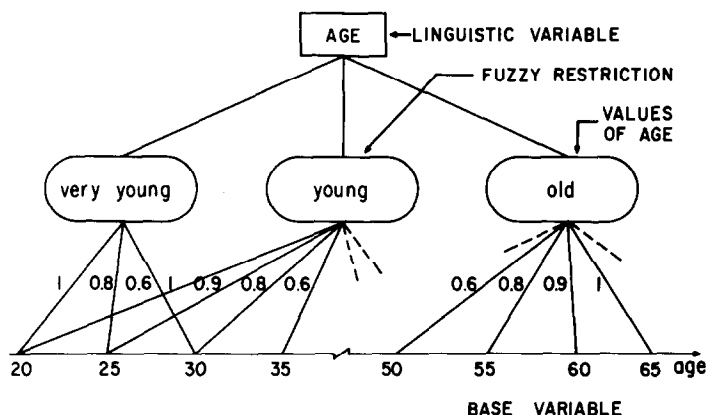 AGE
LINGUISTIC VARIABLE
FUZZY RESTRICTION
VALUES
OF AGE
very young
young
old
1 0.8 0.6 1 0.9 0.8 0.6 0.6 0.8 0.9 1
20 25 30 35 50 55 60 65 age
BASE VARIABLE